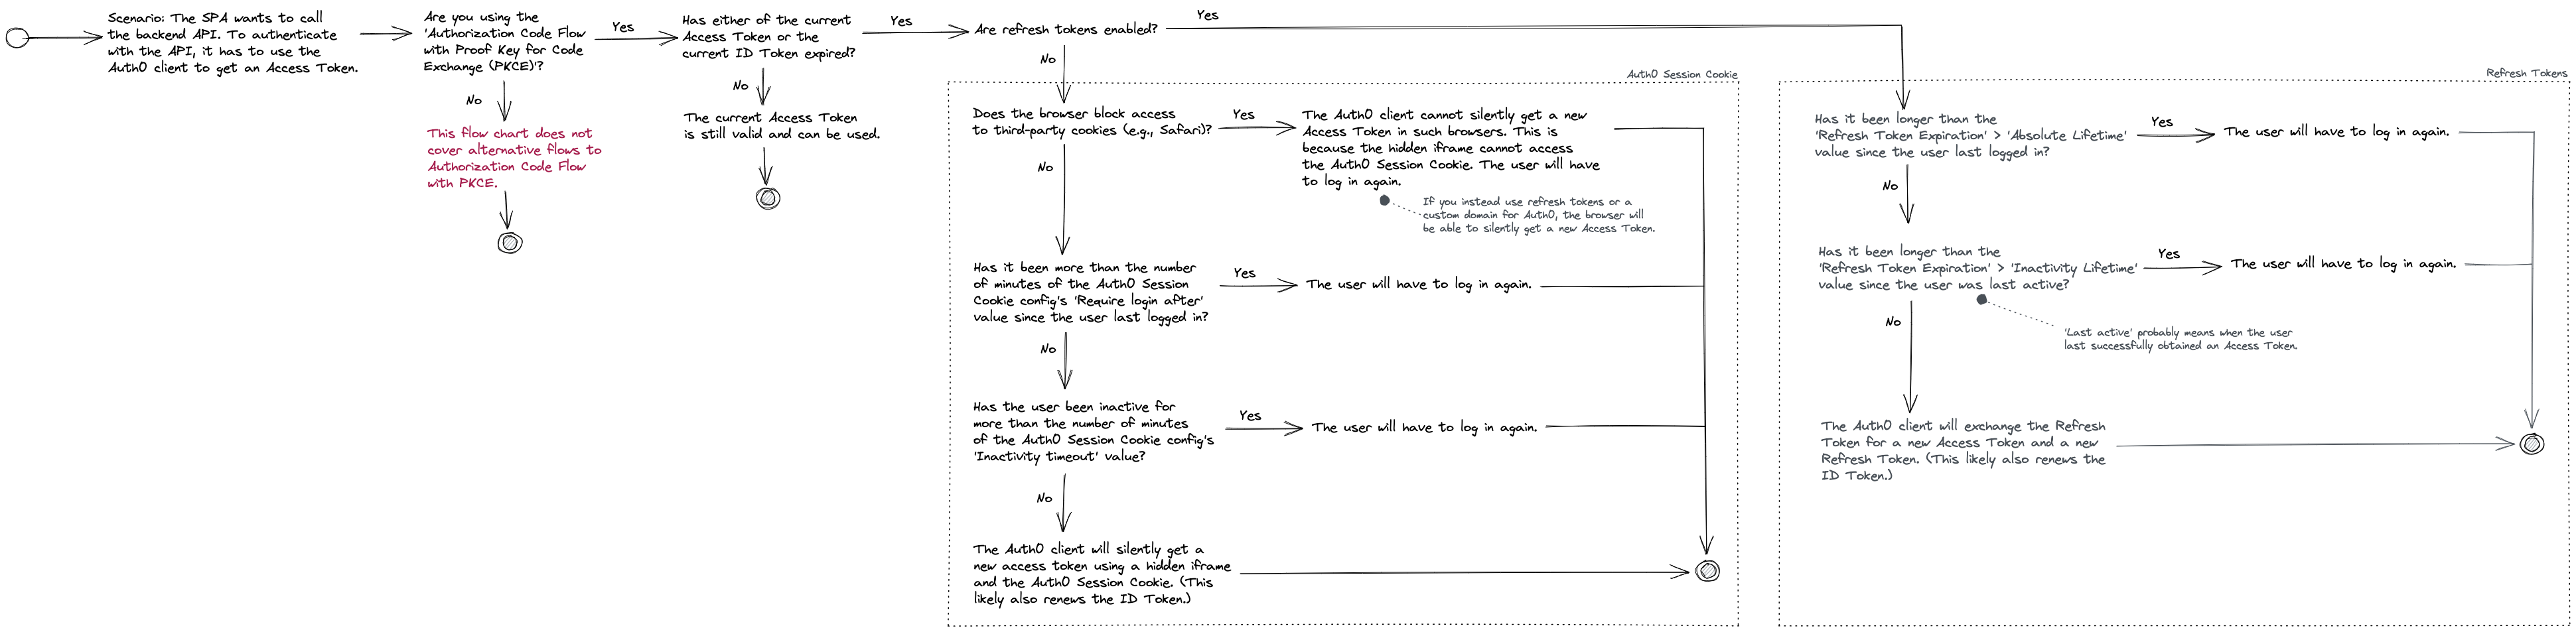 Scenario: The SPA wants to call
the backend API. To authenticate
with the API, it has to use the
Auth0 client to get an Access Token.
Are you using the
'Authorization Code Flow
with Proof Key for Code
Exchange (PKCE)'?
Yes
No
This flow chart does not
cover alternative flows to
Authorization Code Flow
with PKCE.
Has either of the current
Access Token or the
current ID Token expired?
Yes
No
The current Access Token
is still valid and can be used.
Are refresh tokens enabled?
Yes
No
Auth0 Session Cookie
Does the browser block access
to third-party cookies (e.g., Safari)?
Yes
The Auth0 client cannot silently get a new
Access Token in such browsers. This is
because the hidden iframe cannot access
the Auth0 Session Cookie. The user will have
to log in again.
If you instead use refresh tokens or a
custom domain for Auth0, the browser will
be able to silently get a new Access Token.
No
Has it been more than the number
of minutes of the Auth0 Session
Cookie config's 'Require login after'
value since the user last logged in?
Yes
The user will have to log in again.
No
Has the user been inactive for
more than the number of minutes
of the Auth0 Session Cookie config's
'Inactivity timeout' value?
Yes
The user will have to log in again.
No
The Auth0 client will silently get a
new access token using a hidden iframe
and the Auth0 Session Cookie. (This
likely also renews the ID Token.)
Refresh Tokens
Has it been longer than the
'Refresh Token Expiration' > 'Absolute Lifetime'
value since the user last logged in?
Yes
The user will have to log in again.
No
Has it been longer than the
'Refresh Token Expiration' > 'Inactivity Lifetime'
value since the user was last active?
Yes
The user will have to log in again.
'Last active' probably means when the user
last successfully obtained an Access Token.
No
The Auth0 client will exchange the Refresh
Token for a new Access Token and a new
Refresh Token. (This likely also renews the
ID Token.)